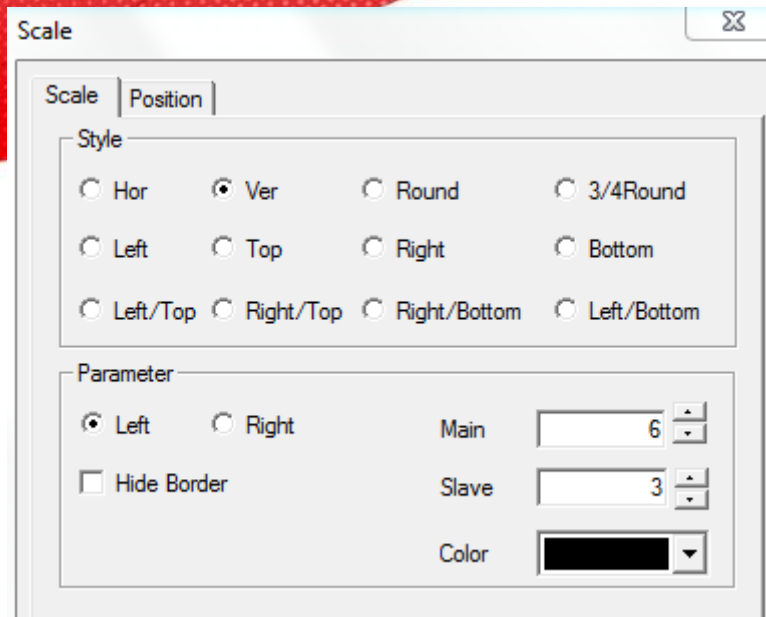 Scale
Scale Position
Style
Hor Ver Round 3/4Round
Left Top Right Bottom
Left/Top Right/Top Right/Bottom Left/Bottom
Parameter
Left Right Main 6
Hide Border Slave 3
Color